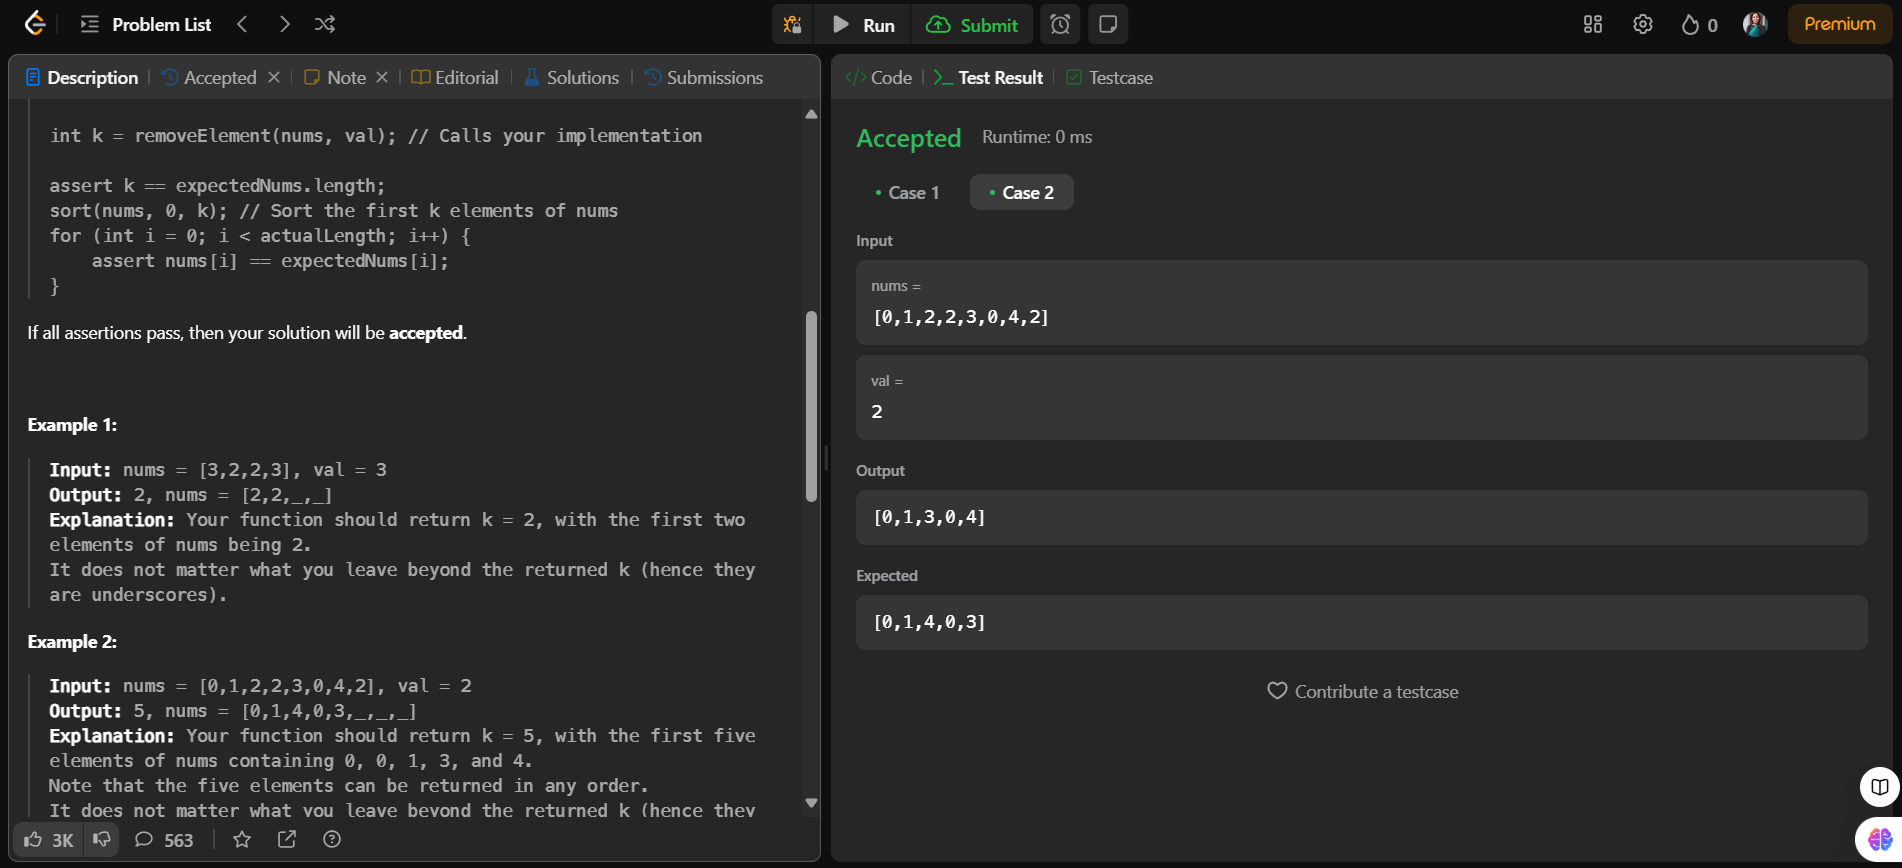 Problem List
Run
Submit
0
Premium
Description
Accepted
Note
Editorial
Solutions
Submissions
int k = removeElement(nums, val); // Calls your implementation
assert k == expectedNums.length;
sort(nums, 0, k); // Sort the first k elements of nums
for (int i = 0; i < actualLength; i++) {
assert nums[i] == expectedNums[i];
}
If all assertions pass, then your solution will be accepted.
Example 1:
Input: nums = [3,2,2,3], val = 3
Output: 2, nums = [2,2,_,_]
Explanation: Your function should return k = 2, with the first two
elements of nums being 2.
It does not matter what you leave beyond the returned k (hence they
are underscores).
Example 2:
Input: nums = [0,1,2,2,3,0,4,2], val = 2
Output: 5, nums = [0,1,4,0,3,_,_,_]
Explanation: Your function should return k = 5, with the first five
elements of nums containing 0, 0, 1, 3, and 4.
Note that the five elements can be returned in any order.
It does not matter what you leave beyond the returned k (hence they
3K
563
</> Code
>_ Test Result
Testcase
Accepted
Runtime: 0 ms
• Case 1
• Case 2
Input
nums =
[0,1,2,2,3,0,4,2]
val =
2
Output
[0,1,3,0,4]
Expected
[0,1,4,0,3]
Contribute a testcase